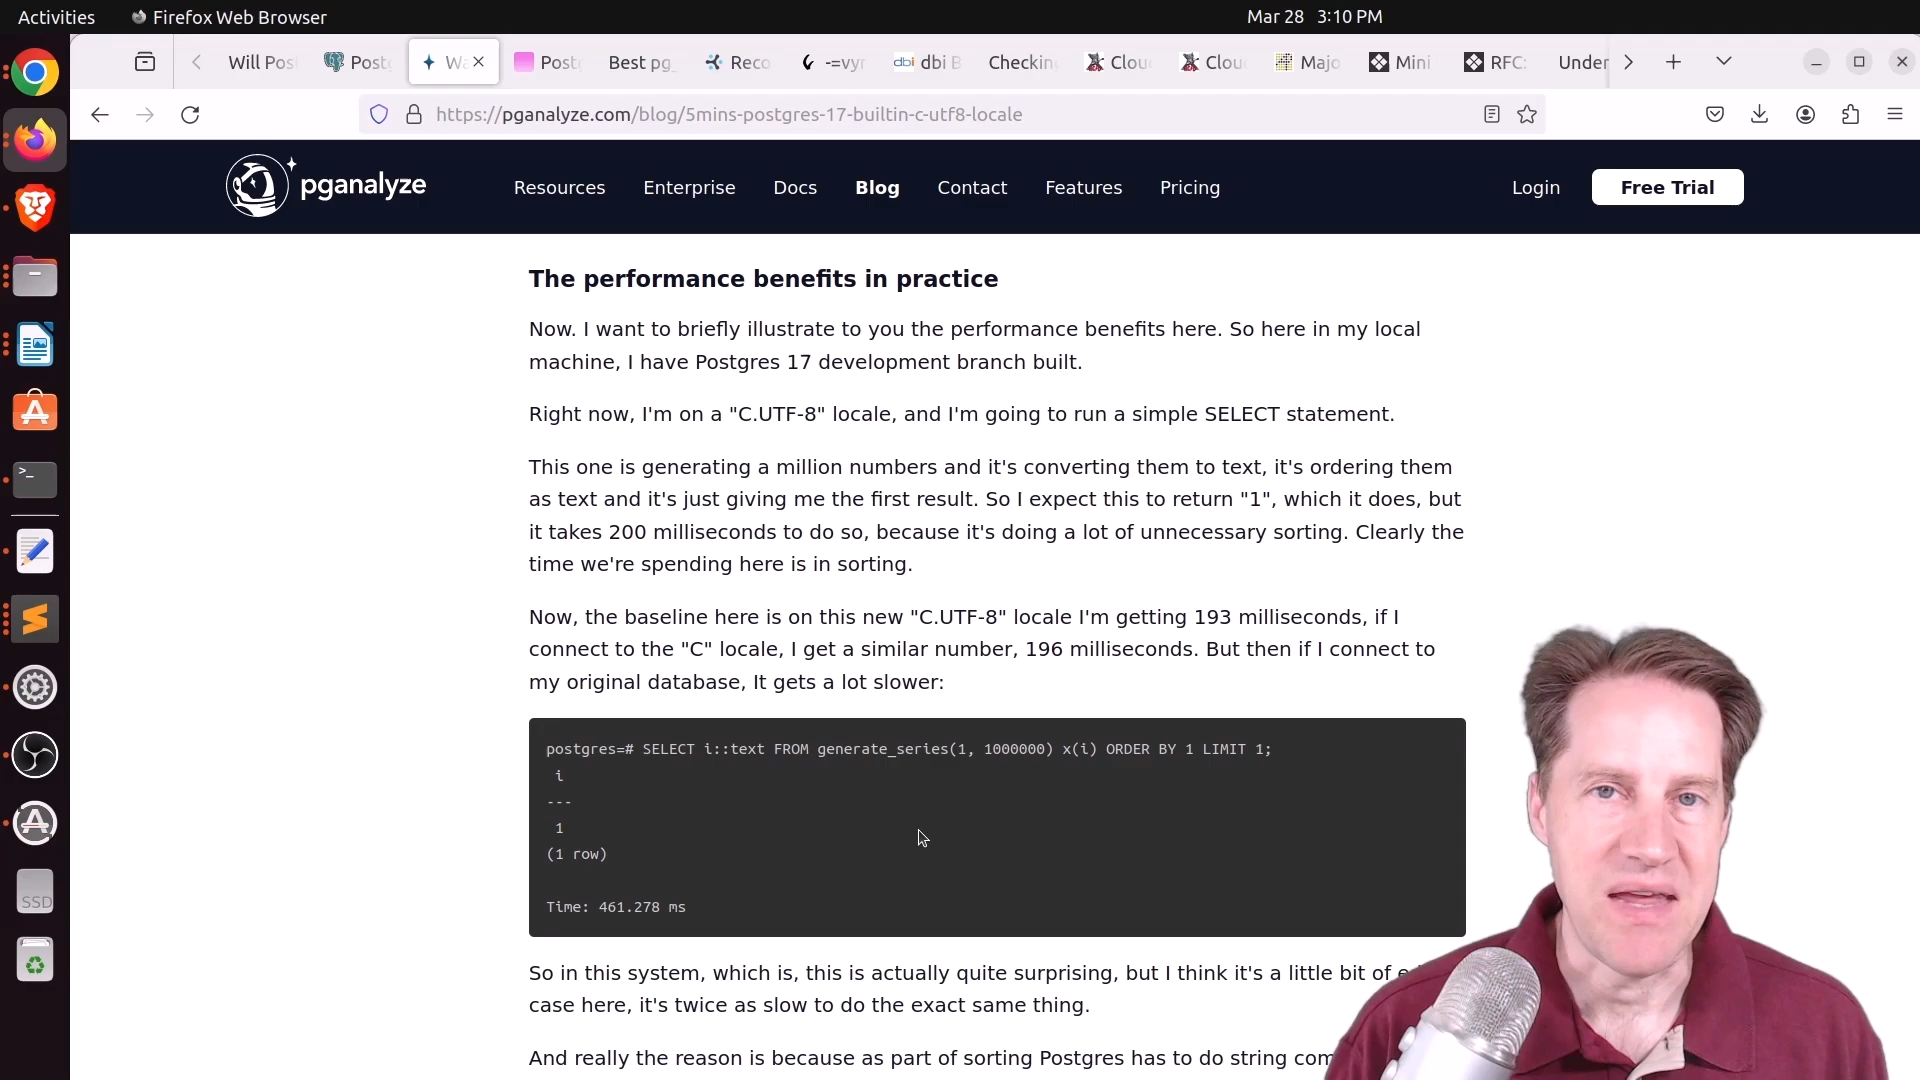 Activities
Firefox Web Browser
Mar 28 3:10 PM
Will Pos
Post
Wa
Post
Best pg_
Reco
-=vyr
dbi dbi B
Checkin
Clou
Clou
Majo
Mini
RFC:
Under
https://pganalyze.com/blog/5mins-postgres-17-builtin-c-utf8-locale
pganalyze
Resources
Enterprise
Docs
Blog
Contact
Features
Pricing
Login
Free Trial
The performance benefits in practice
Now. I want to briefly illustrate to you the performance benefits here. So here in my local
machine, I have Postgres 17 development branch built.
Right now, I'm on a "C.UTF-8" locale, and I'm going to run a simple SELECT statement.
This one is generating a million numbers and it's converting them to text, it's ordering them
as text and it's just giving me the first result. So I expect this to return "1", which it does, but
it takes 200 milliseconds to do so, because it's doing a lot of unnecessary sorting. Clearly the
time we're spending here is in sorting.
Now, the baseline here is on this new "C.UTF-8" locale I'm getting 193 milliseconds, if I
connect to the "C" locale, I get a similar number, 196 milliseconds. But then if I connect to
my original database, It gets a lot slower:
postgres=# SELECT i::text FROM generate_series(1, 1000000) x(i) ORDER BY 1 LIMIT 1;
i
---
1
(1 row)
Time: 461.278 ms
So in this system, which is, this is actually quite surprising, but I think it's a little bit of
case here, it's twice as slow to do the exact same thing.
And really the reason is because as part of sorting Postgres has to do string com
SSD